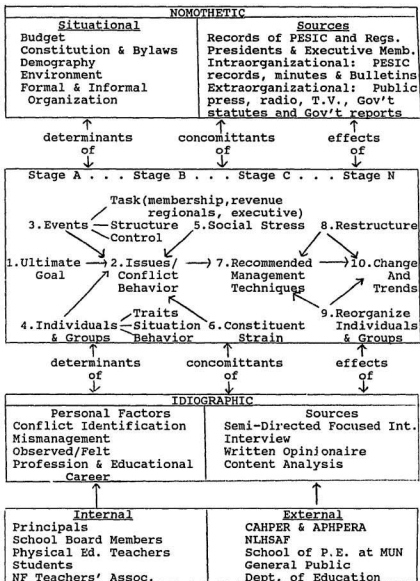 NOMOTHETIC
Situational
Budget
Constitution & Bylaws
Demography
Environment
Formal & Informal
Organization
Sources
Records of PESIC and Regs.
Presidents & Executive Memb.
Intraorganizational: PESIC
records, minutes & Bulletins
Extraorganizational: Public
press, radio, T.V., Gov't
statutes and Gov't reports
determinants of
concomittants of
effects of
Stage A . . . Stage B . . . Stage C . . . Stage N
Task(membership,revenue
regionals, executive)
3.Events
Structure
Control
5.Social Stress
8.Restructure
1.Ultimate
Goal
2.Issues/
Conflict
Behavior
7.Recommended
Management
Techniques
10.Change
And
Trends
4.Individuals
& Groups
Traits
Situation
Behavior
6.Constituent
Strain
9.Reorganize
Individuals
& Groups
determinants of
concomittants of
effects of
IDIOGRAPHIC
Personal Factors
Conflict Identification
Mismanagement
Observed/Felt
Profession & Educational
Career
Sources
Semi-Directed Focused Int.
Interview
Written Opinionaire
Content Analysis
Internal
Principals
School Board Members
Physical Ed. Teachers
Students
NF Teachers' Assoc.
External
CAHPER & APHPERA
NLHSAF
School of P.E. at MUN
General Public
Dept. of Education